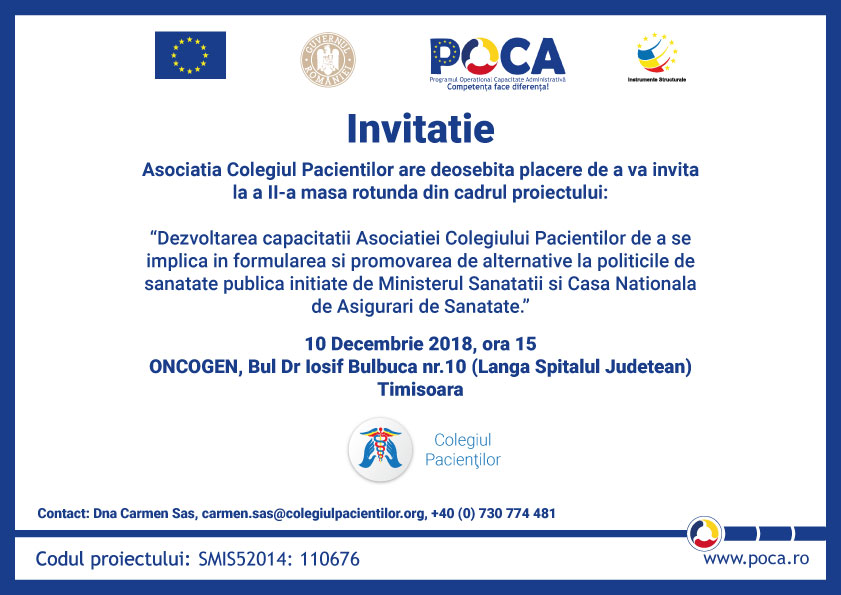 GUVERNUL ROMÂNIEI
POCA
Programul Operațional Capacitate Administrativă
Competența face diferența!
Instrumente Structurale
Invitatie
Asociatia Colegiul Pacientilor are deosebita placere de a va invita
la a II-a masa rotunda din cadrul proiectului:
“Dezvoltarea capacitatii Asociatiei Colegiului Pacientilor de a se
implica in formularea si promovarea de alternative la politicile de
sanatate publica initiate de Ministerul Sanatatii si Casa Nationala
de Asigurari de Sanatate.”
10 Decembrie 2018, ora 15
ONCOGEN, Bul Dr Iosif Bulbuca nr.10 (Langa Spitalul Judetean)
Timisoara
Colegiul
Pacienţilor
Contact: Dna Carmen Sas, carmen.sas@colegiulpacientilor.org, +40 (0) 730 774 481
Codul proiectului: SMIS52014: 110676
www.poca.ro